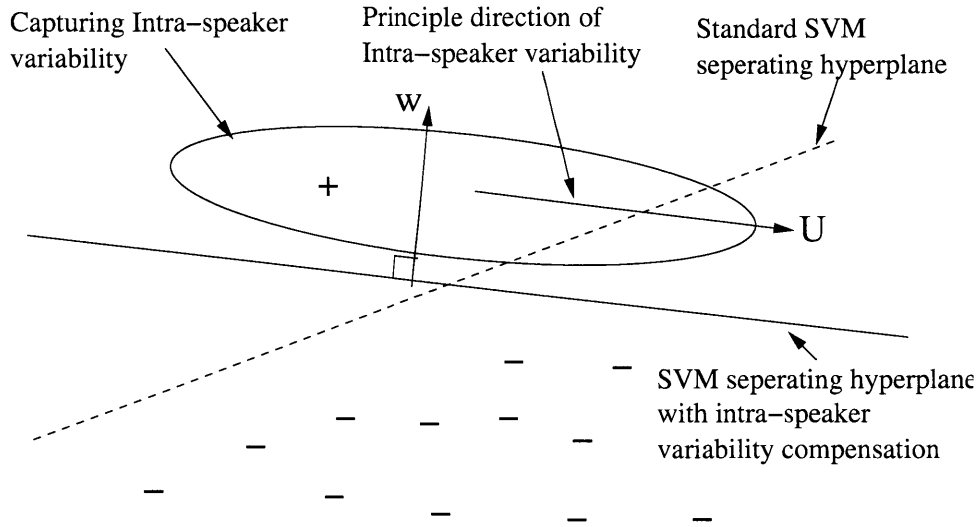 Capturing Intra-speaker
variability
Principle direction of
Intra-speaker variability
Standard SVM
seperating hyperplane
w
+
U
SVM seperating hyperplane
with intra-speaker
variability compensation